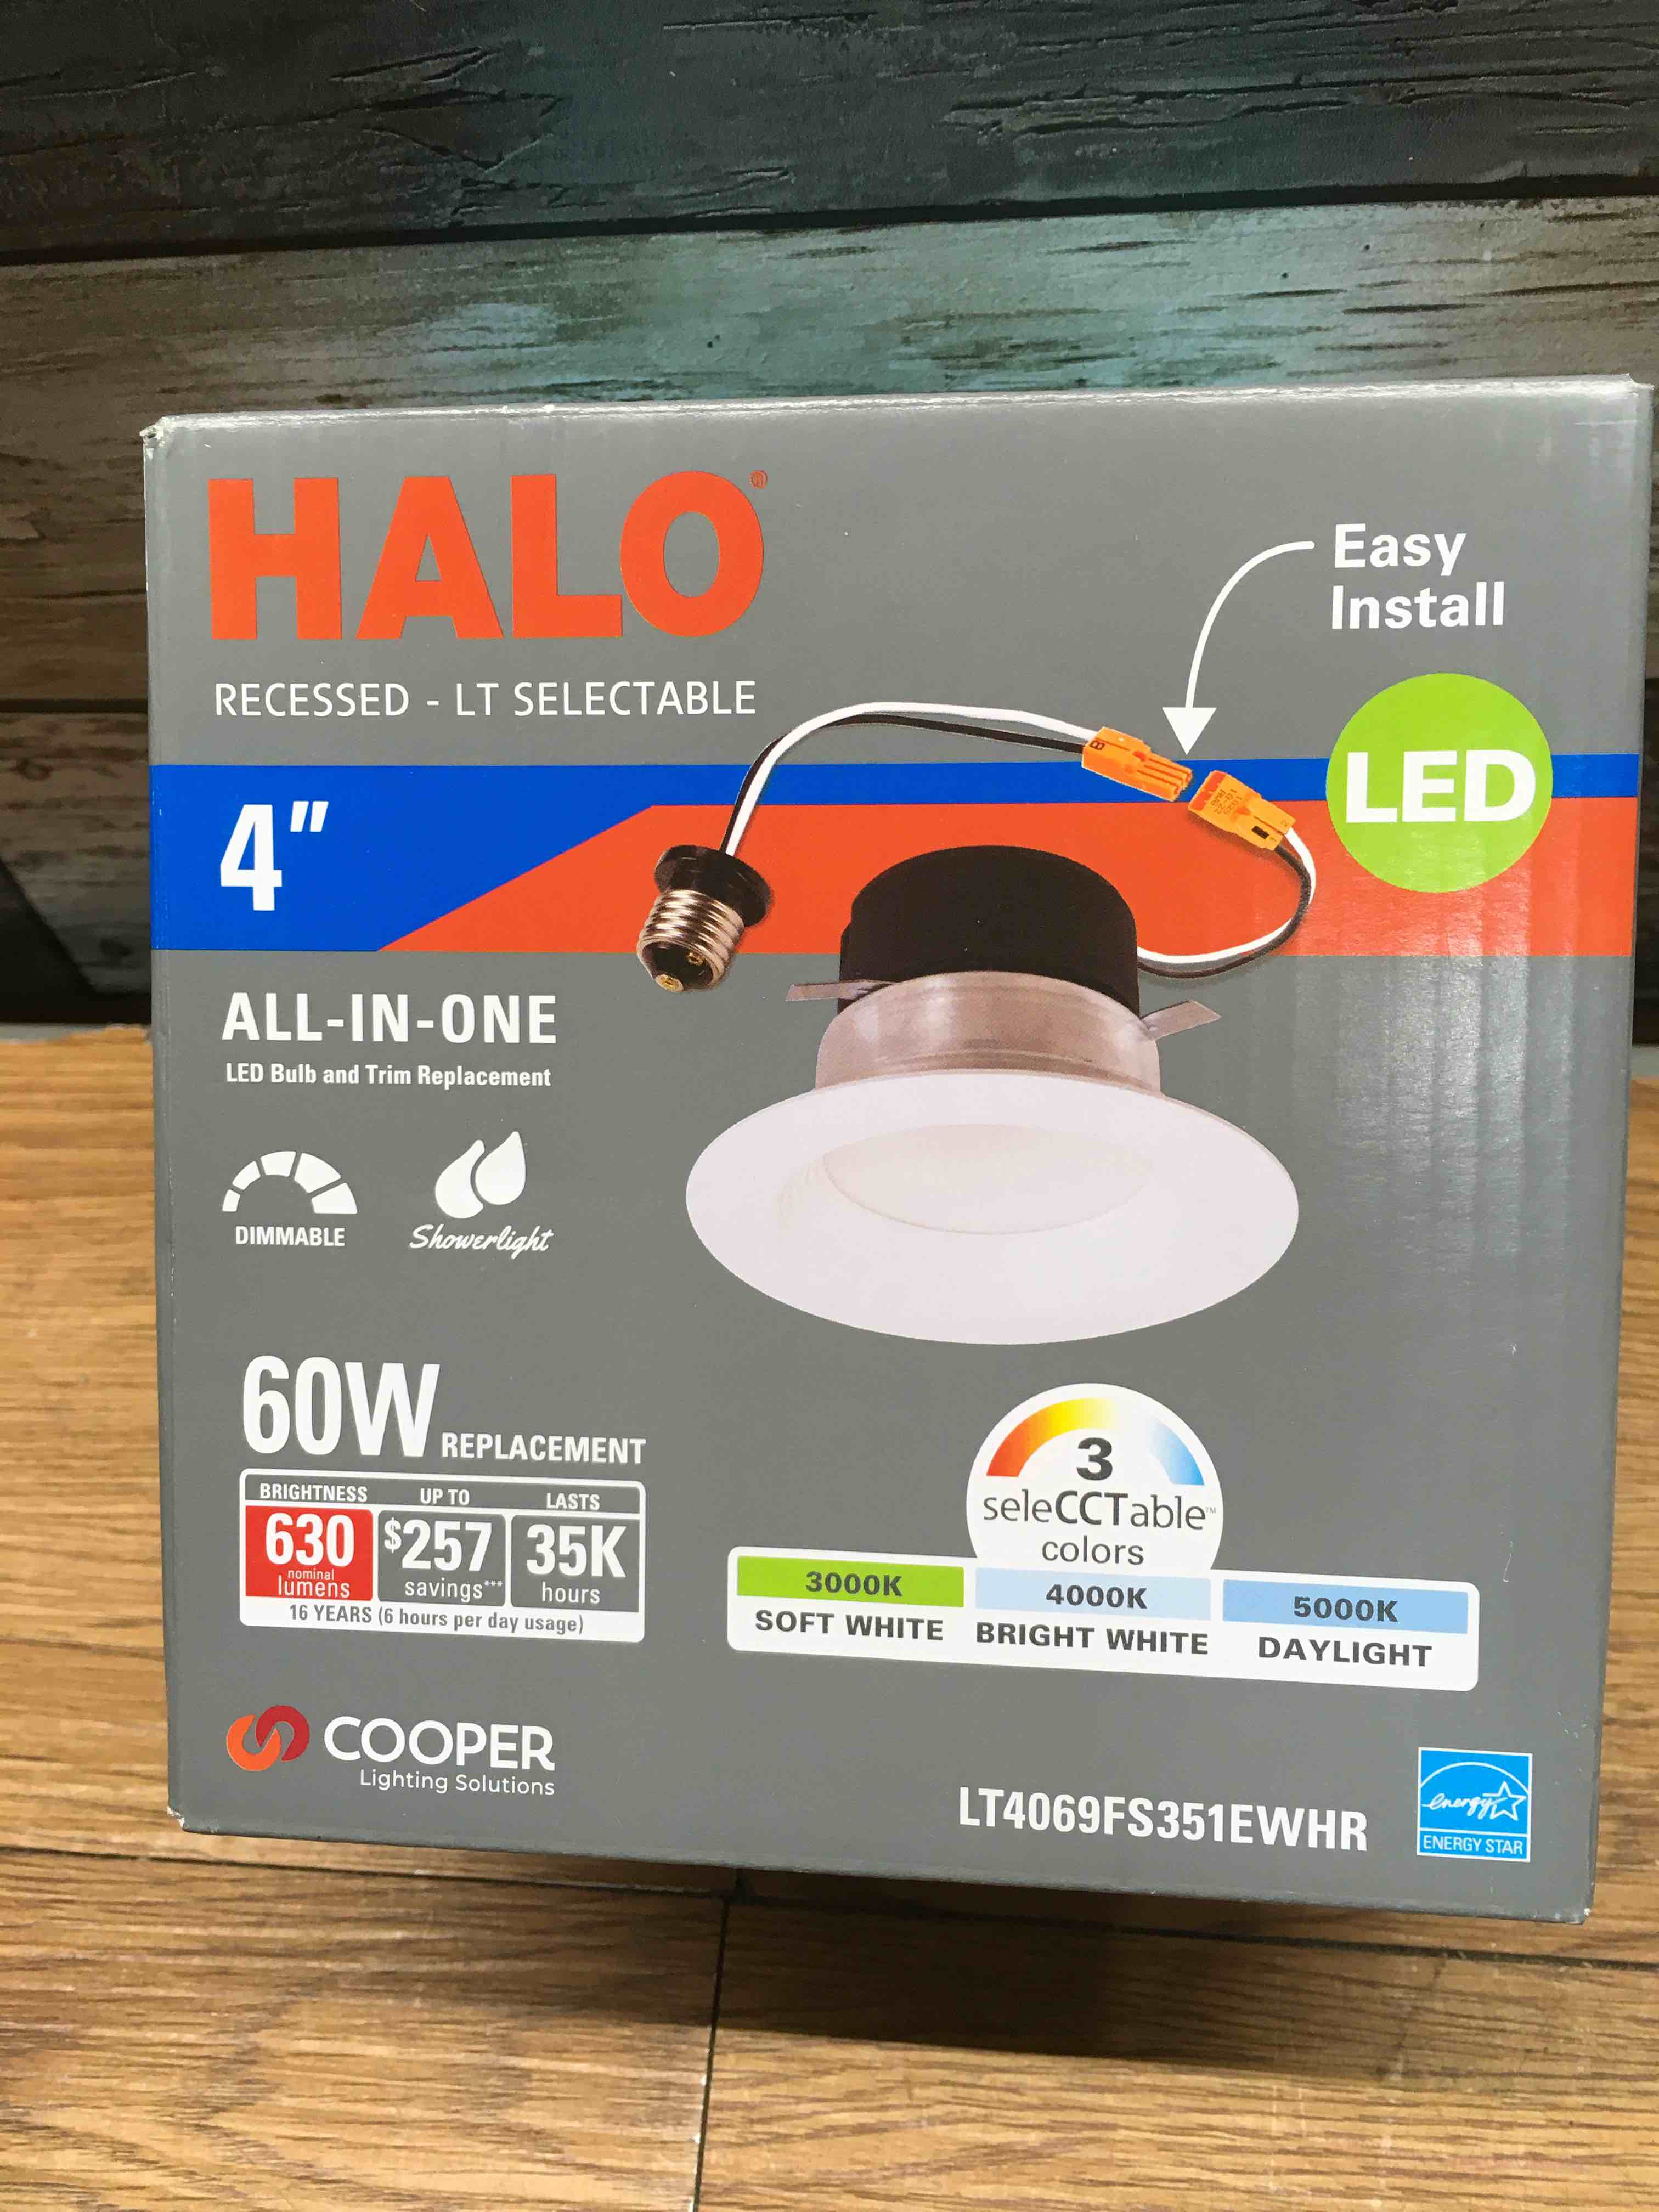 HALO®
RECESSED - LT SELECTABLE
Easy
Install
LED
4"
ALL-IN-ONE
LED Bulb and Trim Replacement
DIMMABLE
Showerlight
60W REPLACEMENT
BRIGHTNESS UP TO LASTS
630 $257 35K
nominal
lumens savings*** hours
16 YEARS (6 hours per day usage)
3
seleCCTable™
colors
3000K 4000K 5000K
SOFT WHITE BRIGHT WHITE DAYLIGHT
COOPER
Lighting Solutions
LT4069FS351EWHR
energy
ENERGY STAR